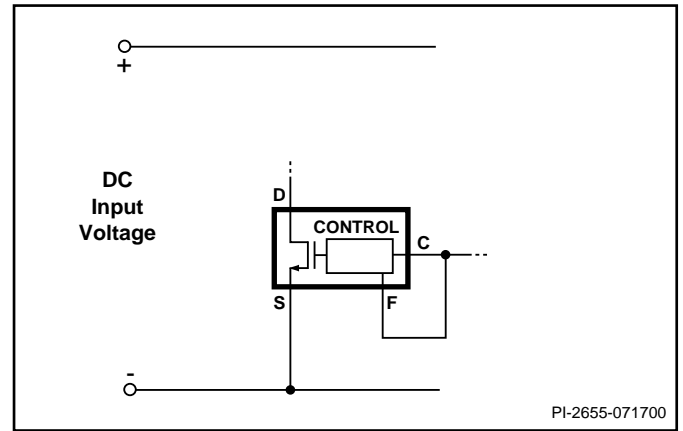 +
DC
Input
Voltage
D
CONTROL
C
S
F
-
PI-2655-071700